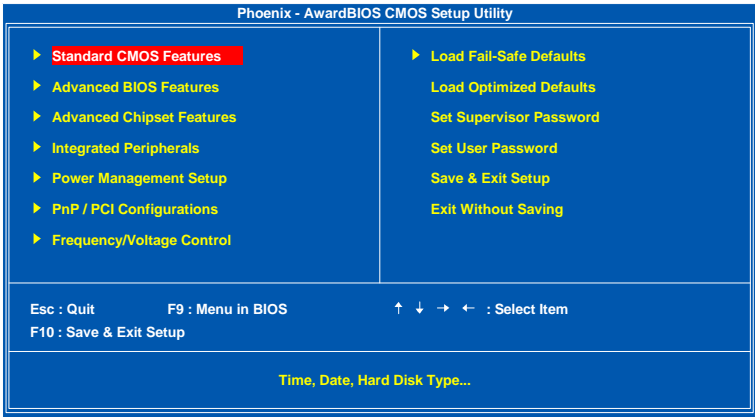 Phoenix - AwardBIOS CMOS Setup Utility
Standard CMOS Features
Advanced BIOS Features
Advanced Chipset Features
Integrated Peripherals
Power Management Setup
PnP / PCI Configurations
Frequency/Voltage Control
Load Fail-Safe Defaults
Load Optimized Defaults
Set Supervisor Password
Set User Password
Save & Exit Setup
Exit Without Saving
Esc : Quit F9 : Menu in BIOS ↑ ↓ → ← : Select Item
F10 : Save & Exit Setup
Time, Date, Hard Disk Type...